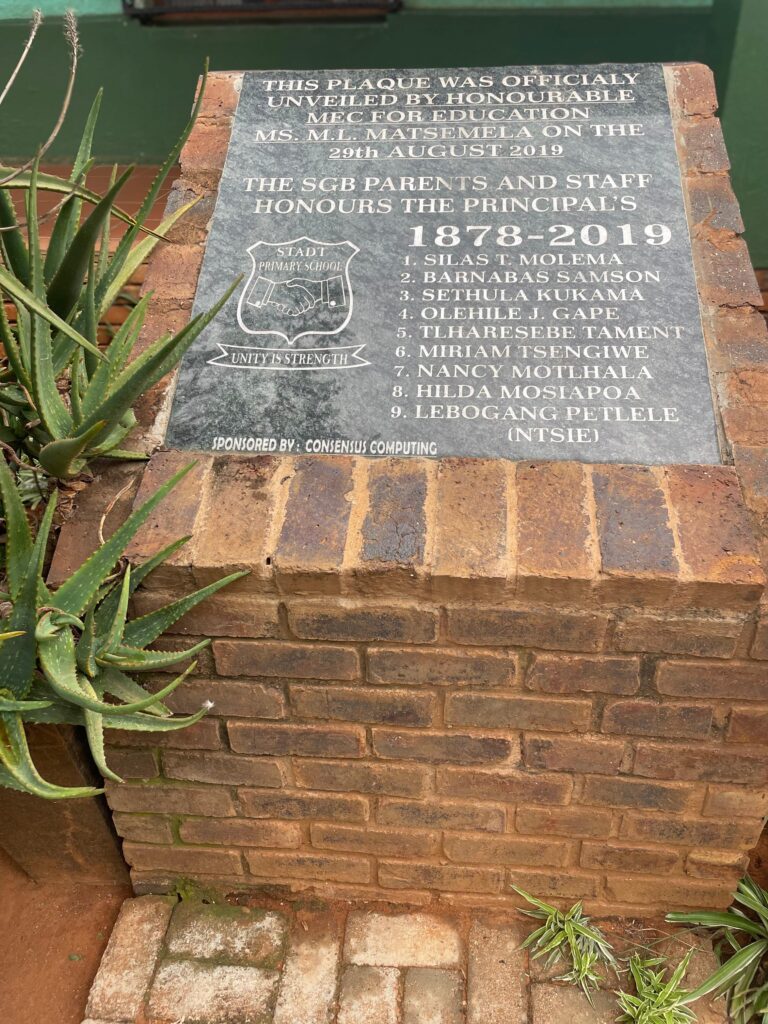 THIS PLAQUE WAS OFFICIALY
UNVEILED BY HONOURABLE
MEC FOR EDUCATION
MS. M.L. MATSEMELA ON THE
29th AUGUST 2019
THE SGB PARENTS AND STAFF
HONOURS THE PRINCIPAL'S
1878-2019
1. SILAS T. MOLEMA
2. BARNABAS SAMSON
3. SETHULA KUKAMA
4. OLEHILE J. GAPE
5. TLHARESEBE TAMENT
6. MIRIAM TSENGIWE
7. NANCY MOTLHALA
8. HILDA MOSIAPOA
9. LEBOGANG PETLELE
(NTSIE)
STADT
PRIMARY SCHOOL
UNITY IS STRENGTH
SPONSORED BY : CONSENSUS COMPUTING